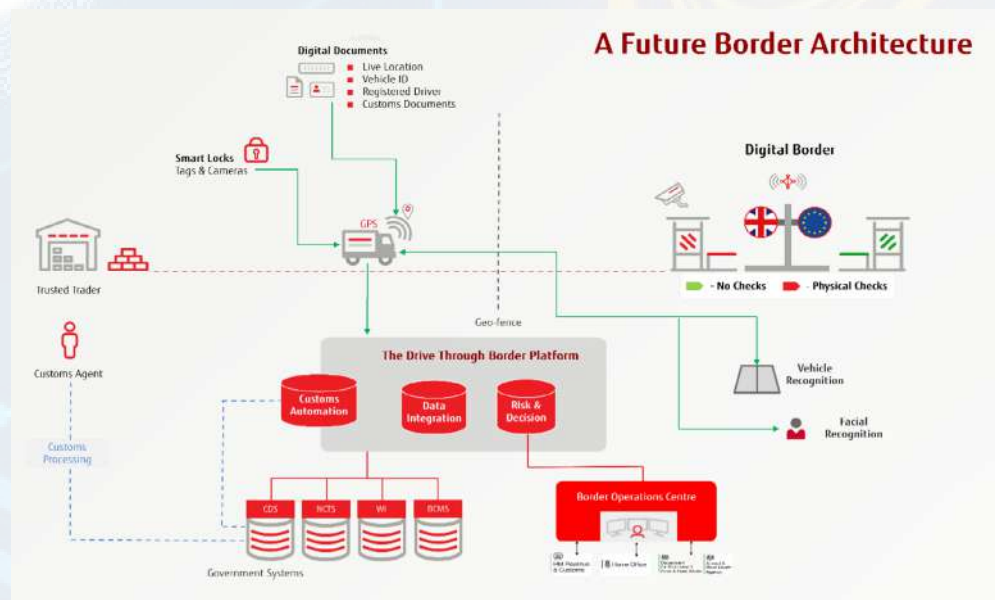 A Future Border Architecture
Digital Documents
Live Location
Vehicle ID
Registered Driver
Customs Documents
Smart Locks
Tags & Cameras
GPS
Digital Border
Trusted Trader
- No Checks
- Physical Checks
Geo-fence
Customs Agent
The Drive Through Border Platform
Customs
Automation
Data
Integration
Risk &
Decision
Vehicle
Recognition
Facial
Recognition
Customs
Processing
CDS
NCTS
BCMS
Government Systems
Border Operations Centre
HM Revenue
& Customs
Home Office